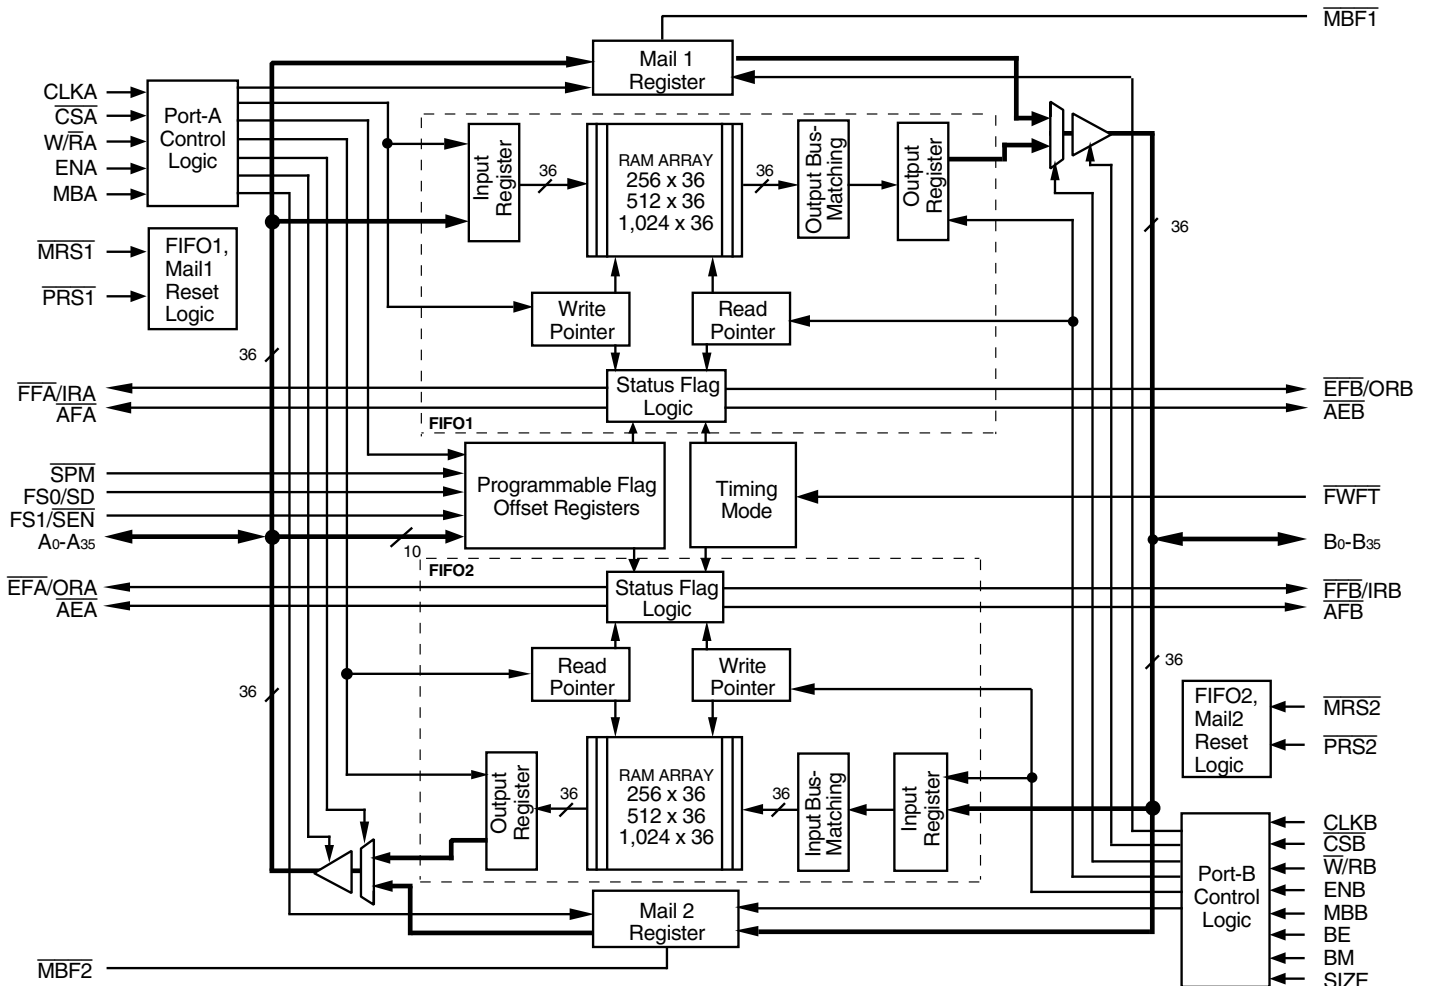 MBF1
Mail 1
Register
CLKA
CSA
W/RA
ENA
MBA
Port-A
Control
Logic
Input
Register
36
RAM ARRAY
256 x 36
512 x 36
1,024 x 36
36
Output Bus-
Matching
Output
Register
36
MRS1
PRS1
FIFO1,
Mail1
Reset
Logic
Write
Pointer
Read
Pointer
36
FFA/IRA
AFA
Status Flag
Logic
EFB/ORB
AEB
FIFO1
SPM
FS0/SD
FS1/SEN
A0-A35
Programmable Flag
Offset Registers
Timing
Mode
FWFT
10
B0-B35
FIFO2
EFA/ORA
AEA
Status Flag
Logic
FFB/IRB
AFB
Read
Pointer
Write
Pointer
36
36
FIFO2,
Mail2
Reset
Logic
MRS2
PRS2
Output
Register
36
RAM ARRAY
256 x 36
512 x 36
1,024 x 36
36
Input Bus-
Matching
Input
Register
Port-B
Control
Logic
CLKB
CSB
W/RB
ENB
MBB
BE
BM
SIZE
Mail 2
Register
MBF2